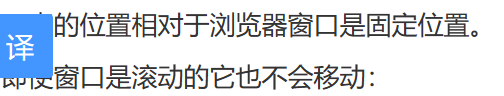 的位置相对于浏览器窗口是固定位置。
译
使窗口是滚动的它也不会移动：